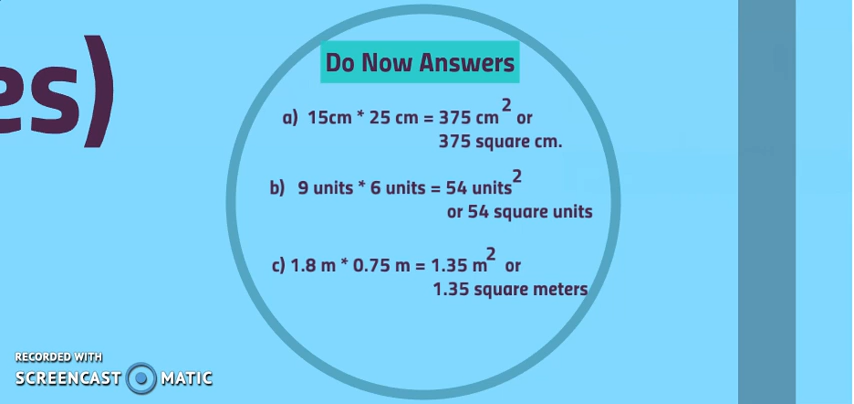 es)
Do Now Answers
a) 15cm * 25 cm = 375 cm² or
375 square cm.
b) 9 units * 6 units = 54 units²
or 54 square units
c) 1.8 m * 0.75 m = 1.35 m² or
1.35 square meters
RECORDED WITH
SCREENCAST MATIC